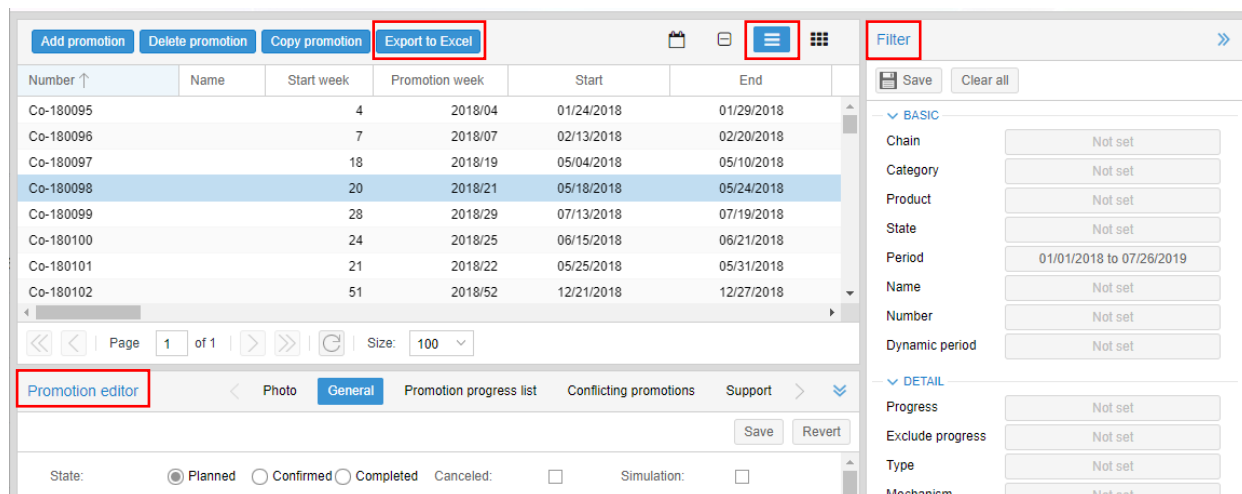 Add promotion Delete promotion Copy promotion Export to Excel
Number Name Start week Promotion week Start End
Co-180095 4 2018/04 01/24/2018 01/29/2018
Co-180096 7 2018/07 02/13/2018 02/20/2018
Co-180097 18 2018/19 05/04/2018 05/10/2018
Co-180098 20 2018/21 05/18/2018 05/24/2018
Co-180099 28 2018/29 07/13/2018 07/19/2018
Co-180100 24 2018/25 06/15/2018 06/21/2018
Co-180101 21 2018/22 05/25/2018 05/31/2018
Co-180102 51 2018/52 12/21/2018 12/27/2018
Page 1 of 1 Size: 100
Promotion editor Photo General Promotion progress list Conflicting promotions Support
Save Revert
State: Planned Confirmed Completed Canceled: Simulation:
Filter
Save Clear all
BASIC
Chain Not set
Category Not set
Product Not set
State Not set
Period 01/01/2018 to 07/26/2019
Name Not set
Number Not set
Dynamic period Not set
DETAIL
Progress Not set
Exclude progress Not set
Type Not set
Mechanism Not set